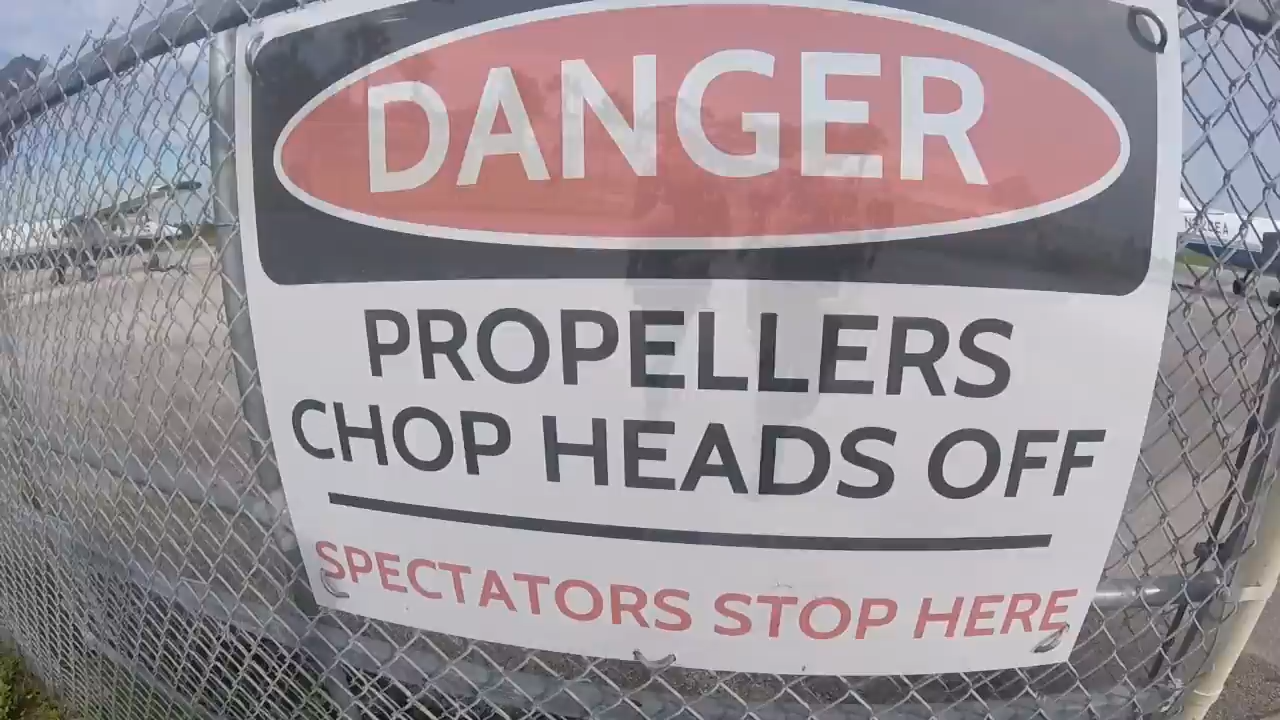 DANGER
PROPELLERS
CHOP HEADS OFF
SPECTATORS STOP HERE